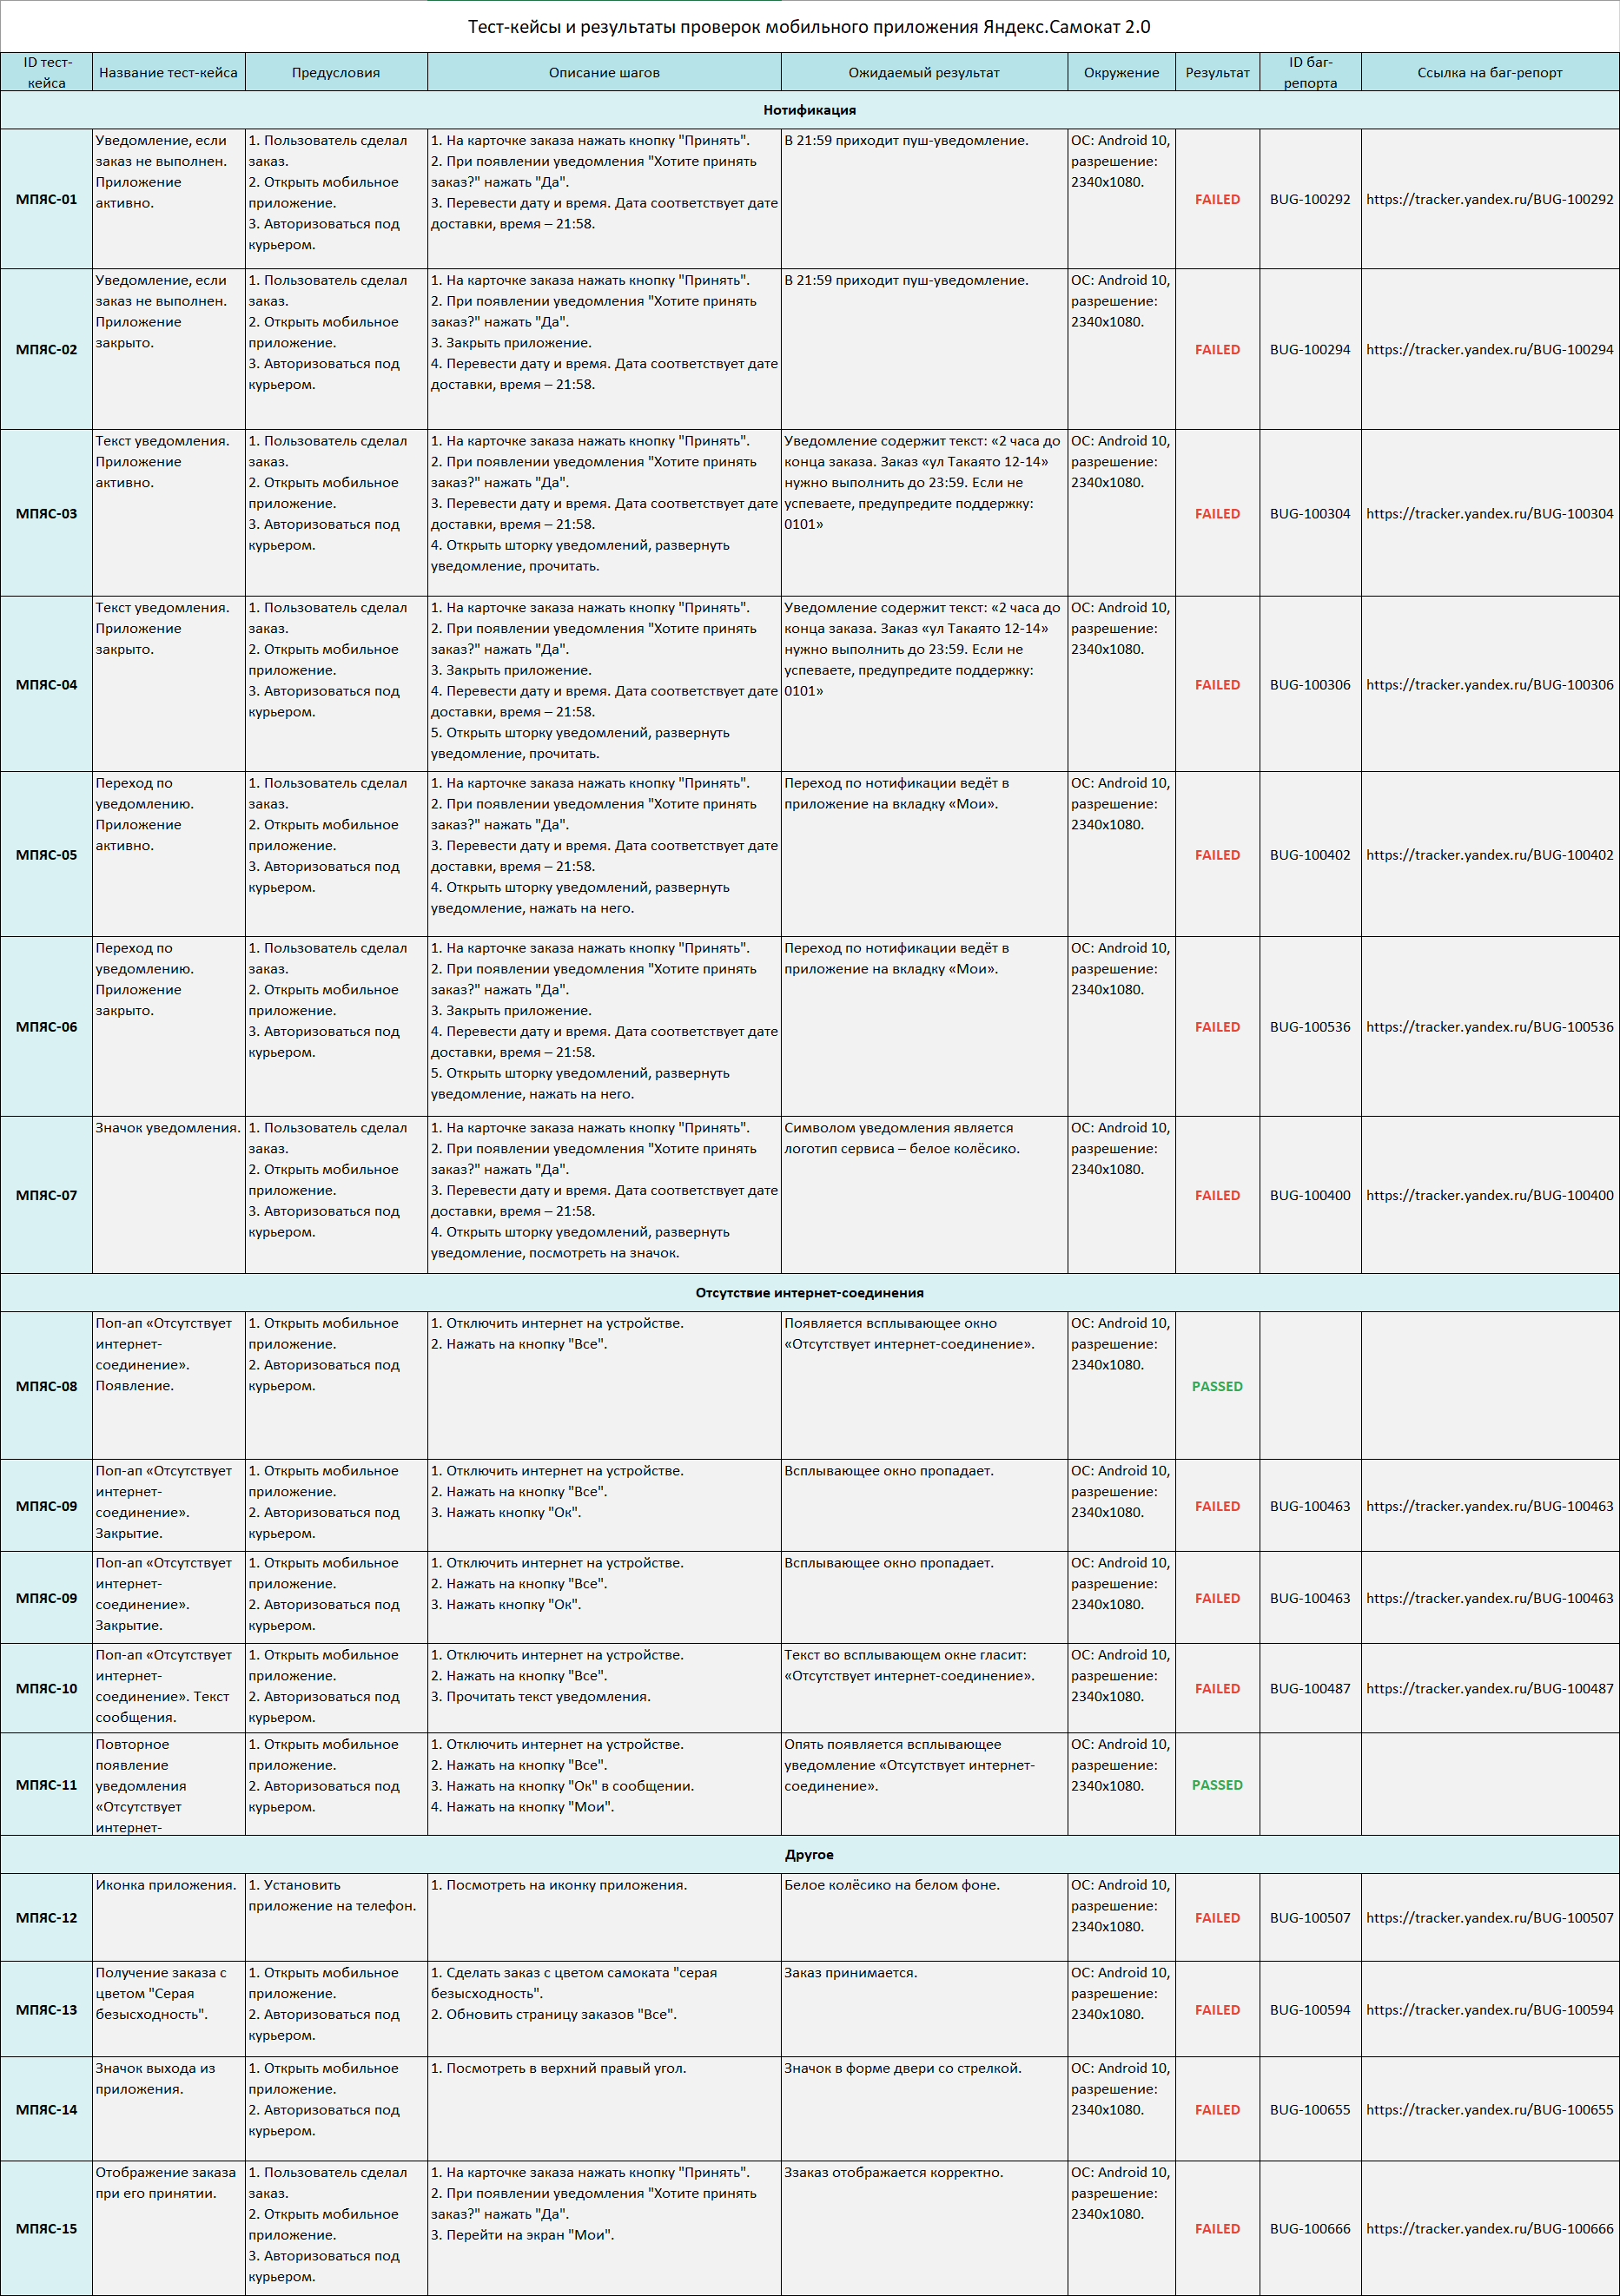 Тест-кейсы и результаты проверок мобильного приложения Яндекс.Самокат 2.0
ID тест-
кейса
Название тест-кейса
Предусловия
Описание шагов
Ожидаемый результат
Окружение
Результат
ID баг-
репорта
Ссылка на баг-репорт
Нотификация
МПЯС-01
Уведомление, если
заказ не выполнен.
Приложение
активно.
1. Пользователь сделал
заказ.
2. Открыть мобильное
приложение.
3. Авторизоваться под
курьером.
1. На карточке заказа нажать кнопку "Принять".
2. При появлении уведомления "Хотите принять
заказ?" нажать "Да".
3. Перевести дату и время. Дата соответствует дате
доставки, время – 21:58.
В 21:59 приходит пуш-уведомление.
ОС: Android 10,
разрешение:
2340x1080.
FAILED
BUG-100292
https://tracker.yandex.ru/BUG-100292
МПЯС-02
Уведомление, если
заказ не выполнен.
Приложение
закрыто.
1. Пользователь сделал
заказ.
2. Открыть мобильное
приложение.
3. Авторизоваться под
курьером.
1. На карточке заказа нажать кнопку "Принять".
2. При появлении уведомления "Хотите принять
заказ?" нажать "Да".
3. Закрыть приложение.
4. Перевести дату и время. Дата соответствует дате
доставки, время – 21:58.
В 21:59 приходит пуш-уведомление.
ОС: Android 10,
разрешение:
2340x1080.
FAILED
BUG-100294
https://tracker.yandex.ru/BUG-100294
МПЯС-03
Текст уведомления.
Приложение
активно.
1. Пользователь сделал
заказ.
2. Открыть мобильное
приложение.
3. Авторизоваться под
курьером.
1. На карточке заказа нажать кнопку "Принять".
2. При появлении уведомления "Хотите принять
заказ?" нажать "Да".
3. Перевести дату и время. Дата соответствует дате
доставки, время – 21:58.
4. Открыть шторку уведомлений, развернуть
уведомление, прочитать.
Уведомление содержит текст: «2 часа до
конца заказа. Заказ «ул Такаято 12-14»
нужно выполнить до 23:59. Если не
успеваете, предупредите поддержку:
0101»
ОС: Android 10,
разрешение:
2340x1080.
FAILED
BUG-100304
https://tracker.yandex.ru/BUG-100304
МПЯС-04
Текст уведомления.
Приложение
закрыто.
1. Пользователь сделал
заказ.
2. Открыть мобильное
приложение.
3. Авторизоваться под
курьером.
1. На карточке заказа нажать кнопку "Принять".
2. При появлении уведомления "Хотите принять
заказ?" нажать "Да".
3. Закрыть приложение.
4. Перевести дату и время. Дата соответствует дате
доставки, время – 21:58.
5. Открыть шторку уведомлений, развернуть
уведомление, прочитать.
Уведомление содержит текст: «2 часа до
конца заказа. Заказ «ул Такаято 12-14»
нужно выполнить до 23:59. Если не
успеваете, предупредите поддержку:
0101»
ОС: Android 10,
разрешение:
2340x1080.
FAILED
BUG-100306
https://tracker.yandex.ru/BUG-100306
МПЯС-05
Переход по
уведомлению.
Приложение
активно.
1. Пользователь сделал
заказ.
2. Открыть мобильное
приложение.
3. Авторизоваться под
курьером.
1. На карточке заказа нажать кнопку "Принять".
2. При появлении уведомления "Хотите принять
заказ?" нажать "Да".
3. Перевести дату и время. Дата соответствует дате
доставки, время – 21:58.
4. Открыть шторку уведомлений, развернуть
уведомление, нажать на него.
Переход по нотификации ведёт в
приложение на вкладку «Мои».
ОС: Android 10,
разрешение:
2340x1080.
FAILED
BUG-100402
https://tracker.yandex.ru/BUG-100402
МПЯС-06
Переход по
уведомлению.
Приложение
закрыто.
1. Пользователь сделал
заказ.
2. Открыть мобильное
приложение.
3. Авторизоваться под
курьером.
1. На карточке заказа нажать кнопку "Принять".
2. При появлении уведомления "Хотите принять
заказ?" нажать "Да".
3. Закрыть приложение.
4. Перевести дату и время. Дата соответствует дате
доставки, время – 21:58.
5. Открыть шторку уведомлений, развернуть
уведомление, нажать на него.
Переход по нотификации ведёт в
приложение на вкладку «Мои».
ОС: Android 10,
разрешение:
2340x1080.
FAILED
BUG-100536
https://tracker.yandex.ru/BUG-100536
МПЯС-07
Значок уведомления.
1. Пользователь сделал
заказ.
2. Открыть мобильное
приложение.
3. Авторизоваться под
курьером.
1. На карточке заказа нажать кнопку "Принять".
2. При появлении уведомления "Хотите принять
заказ?" нажать "Да".
3. Перевести дату и время. Дата соответствует дате
доставки, время – 21:58.
4. Открыть шторку уведомлений, развернуть
уведомление, посмотреть на значок.
Символом уведомления является
логотип сервиса – белое колёсико.
ОС: Android 10,
разрешение:
2340x1080.
FAILED
BUG-100400
https://tracker.yandex.ru/BUG-100400
Отсутствие интернет-соединения
МПЯС-08
Поп-ап «Отсутствует
интернет-
соединение».
Появление.
1. Открыть мобильное
приложение.
2. Авторизоваться под
курьером.
1. Отключить интернет на устройстве.
2. Нажать на кнопку "Все".
Появляется всплывающее окно
«Отсутствует интернет-соединение».
ОС: Android 10,
разрешение:
2340x1080.
PASSED
МПЯС-09
Поп-ап «Отсутствует
интернет-
соединение».
Закрытие.
1. Открыть мобильное
приложение.
2. Авторизоваться под
курьером.
1. Отключить интернет на устройстве.
2. Нажать на кнопку "Все".
3. Нажать кнопку "Ок".
Всплывающее окно пропадает.
ОС: Android 10,
разрешение:
2340x1080.
FAILED
BUG-100463
https://tracker.yandex.ru/BUG-100463
МПЯС-09
Поп-ап «Отсутствует
интернет-
соединение».
Закрытие.
1. Открыть мобильное
приложение.
2. Авторизоваться под
курьером.
1. Отключить интернет на устройстве.
2. Нажать на кнопку "Все".
3. Нажать кнопку "Ок".
Всплывающее окно пропадает.
ОС: Android 10,
разрешение:
2340x1080.
FAILED
BUG-100463
https://tracker.yandex.ru/BUG-100463
МПЯС-10
Поп-ап «Отсутствует
интернет-
соединение». Текст
сообщения.
1. Открыть мобильное
приложение.
2. Авторизоваться под
курьером.
1. Отключить интернет на устройстве.
2. Нажать на кнопку "Все".
3. Прочитать текст уведомления.
Текст во всплывающем окне гласит:
«Отсутствует интернет-соединение».
ОС: Android 10,
разрешение:
2340x1080.
FAILED
BUG-100487
https://tracker.yandex.ru/BUG-100487
МПЯС-11
Повторное
появление
уведомления
«Отсутствует
интернет-
1. Открыть мобильное
приложение.
2. Авторизоваться под
курьером.
1. Отключить интернет на устройстве.
2. Нажать на кнопку "Все".
3. Нажать на кнопку "Ок" в сообщении.
4. Нажать на кнопку "Мои".
Опять появляется всплывающее
уведомление «Отсутствует интернет-
соединение».
ОС: Android 10,
разрешение:
2340x1080.
PASSED
Другое
МПЯС-12
Иконка приложения.
1. Установить
приложение на телефон.
1. Посмотреть на иконку приложения.
Белое колёсико на белом фоне.
ОС: Android 10,
разрешение:
2340x1080.
FAILED
BUG-100507
https://tracker.yandex.ru/BUG-100507
МПЯС-13
Получение заказа с
цветом "Серая
безысходность".
1. Открыть мобильное
приложение.
2. Авторизоваться под
курьером.
1. Сделать заказ с цветом самоката "серая
безысходность".
2. Обновить страницу заказов "Все".
Заказ принимается.
ОС: Android 10,
разрешение:
2340x1080.
FAILED
BUG-100594
https://tracker.yandex.ru/BUG-100594
МПЯС-14
Значок выхода из
приложения.
1. Открыть мобильное
приложение.
2. Авторизоваться под
курьером.
1. Посмотреть в верхний правый угол.
Значок в форме двери со стрелкой.
ОС: Android 10,
разрешение:
2340x1080.
FAILED
BUG-100655
https://tracker.yandex.ru/BUG-100655
МПЯС-15
Отображение заказа
при его принятии.
1. Пользователь сделал
заказ.
2. Открыть мобильное
приложение.
3. Авторизоваться под
курьером.
1. На карточке заказа нажать кнопку "Принять".
2. При появлении уведомления "Хотите принять
заказ?" нажать "Да".
3. Перейти на экран "Мои".
Ззаказ отображается корректно.
ОС: Android 10,
разрешение:
2340x1080.
FAILED
BUG-100666
https://tracker.yandex.ru/BUG-100666